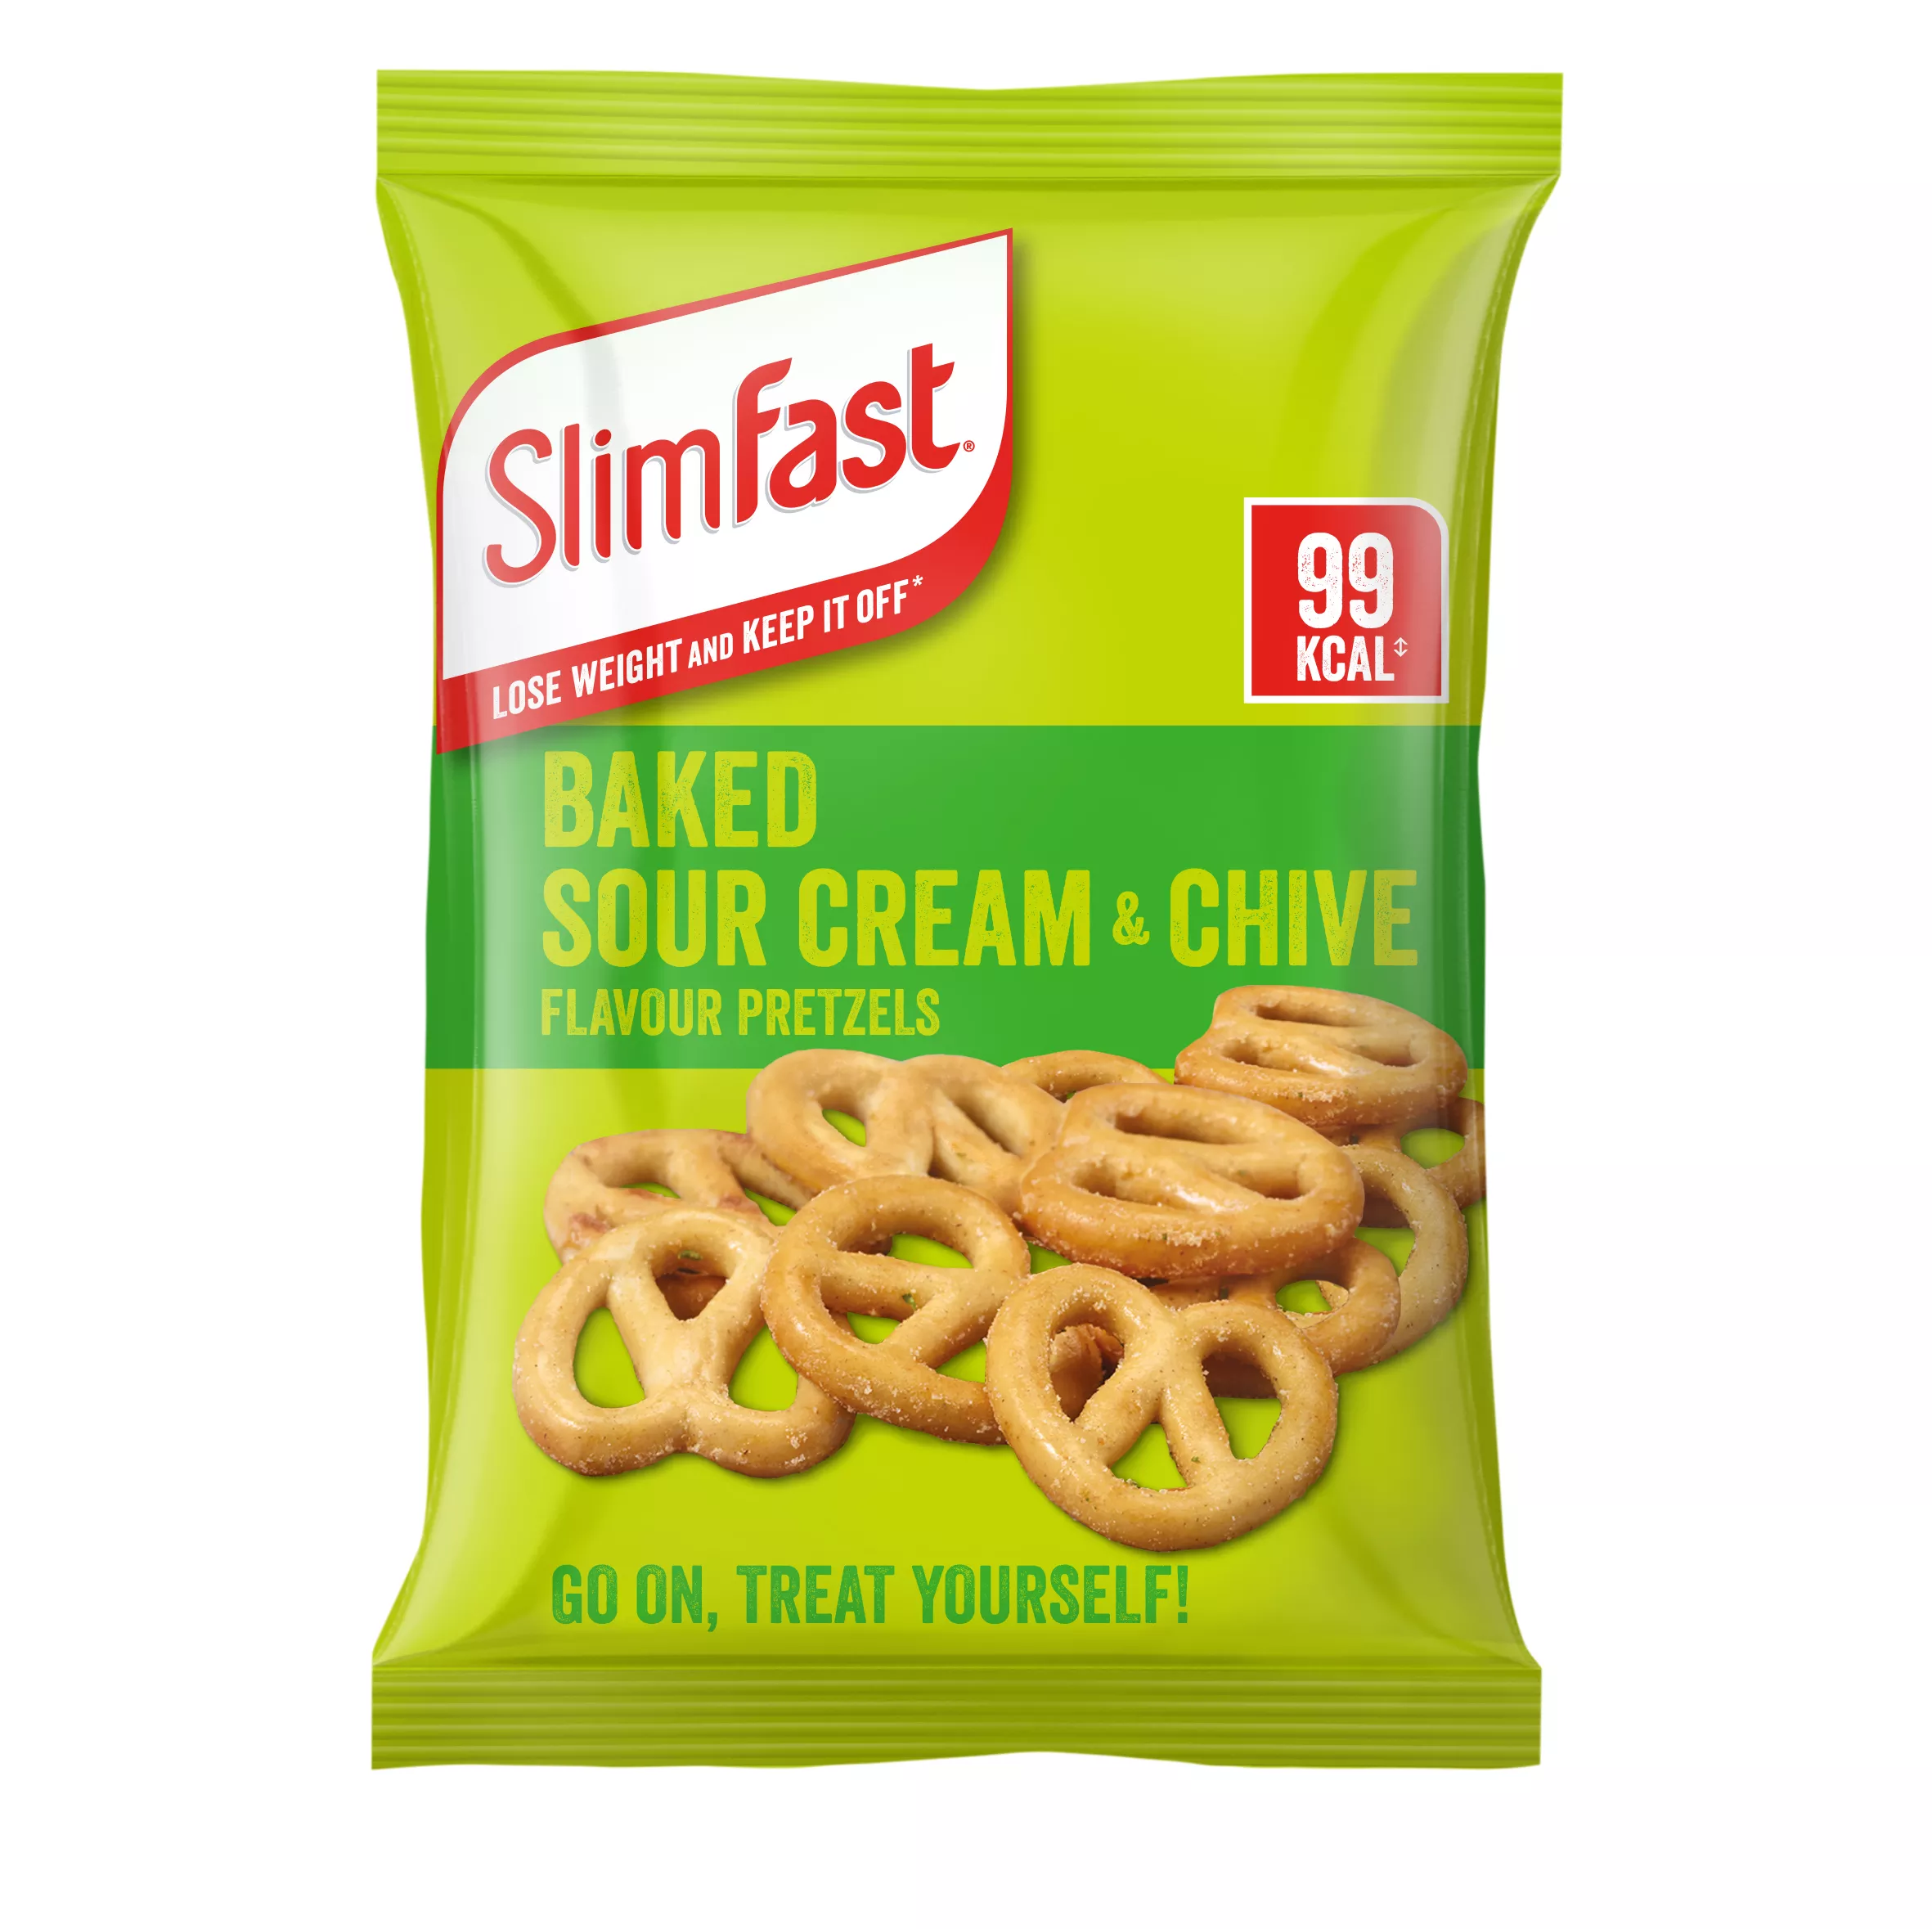 SlimFast®
LOSE WEIGHT AND KEEP IT OFF*
99
KCAL↕
BAKED
SOUR CREAM & CHIVE
FLAVOUR PRETZELS
GO ON, TREAT YOURSELF!